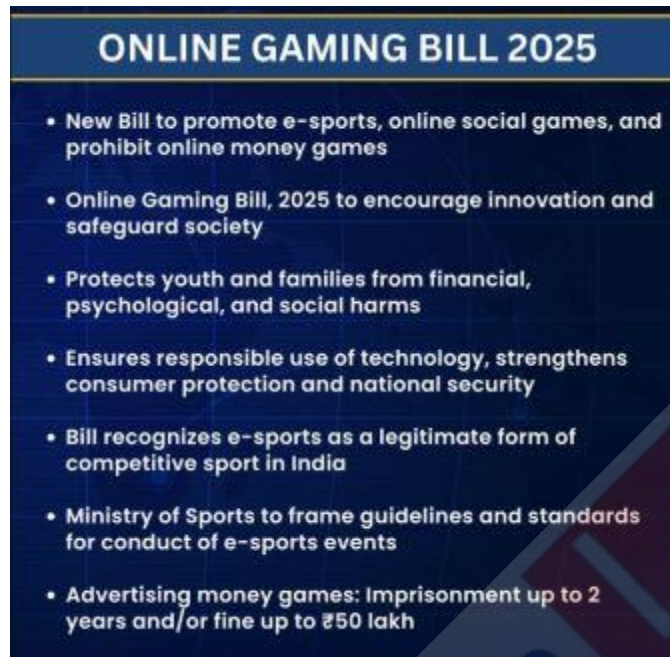 ONLINE GAMING BILL 2025
• New Bill to promote e-sports, online social games, and
prohibit online money games
• Online Gaming Bill, 2025 to encourage innovation and
safeguard society
• Protects youth and families from financial,
psychological, and social harms
• Ensures responsible use of technology, strengthens
consumer protection and national security
• Bill recognizes e-sports as a legitimate form of
competitive sport in India
• Ministry of Sports to frame guidelines and standards
for conduct of e-sports events
• Advertising money games: Imprisonment up to 2
years and/or fine up to ₹50 lakh